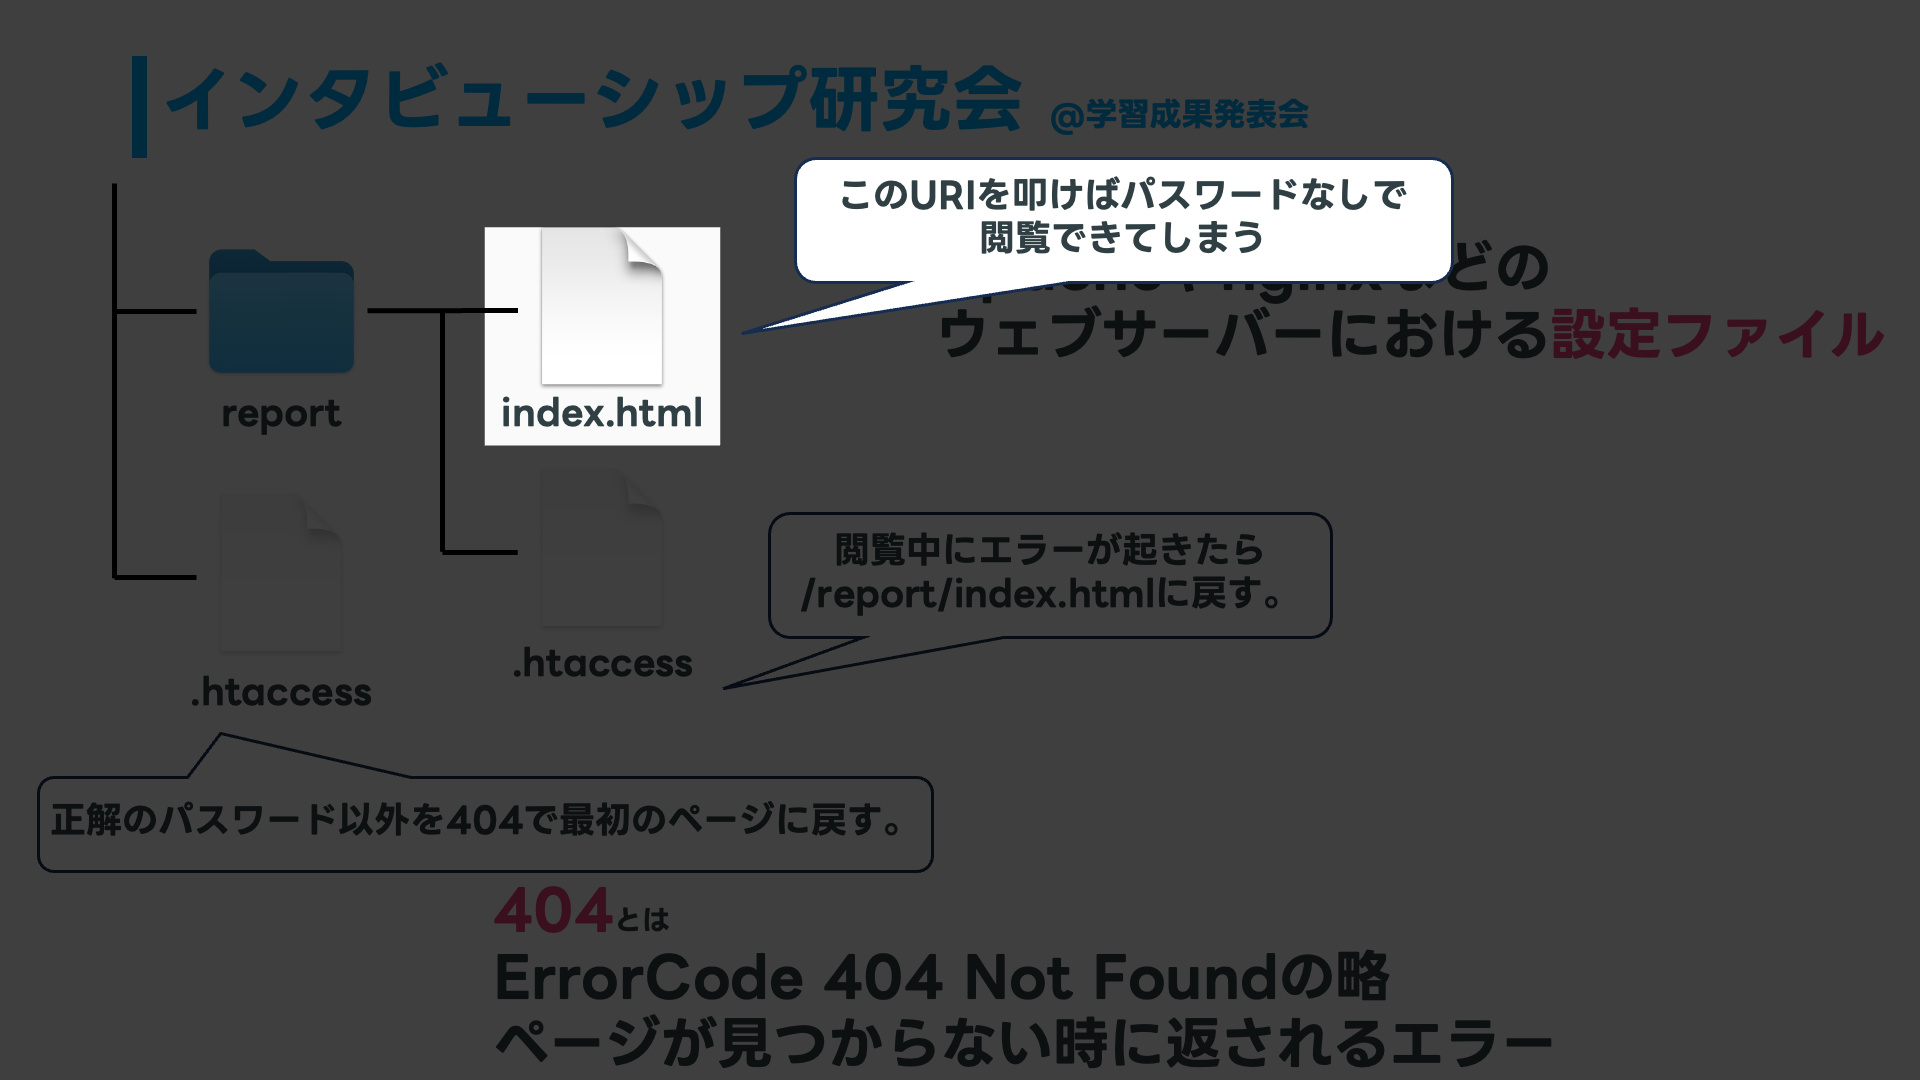 インタビューシップ研究会 @学習成果発表会
このURIを叩けばパスワードなしで
閲覧できてしまう
どの
ウェブサーバーにおける設定ファイル
report
index.html
閲覧中にエラーが起きたら
/report/index.htmlに戻す。
.htaccess
.htaccess
正解のパスワード以外を404で最初のページに戻す。
404とは
ErrorCode 404 Not Foundの略
ページが見つからない時に返されるエラー